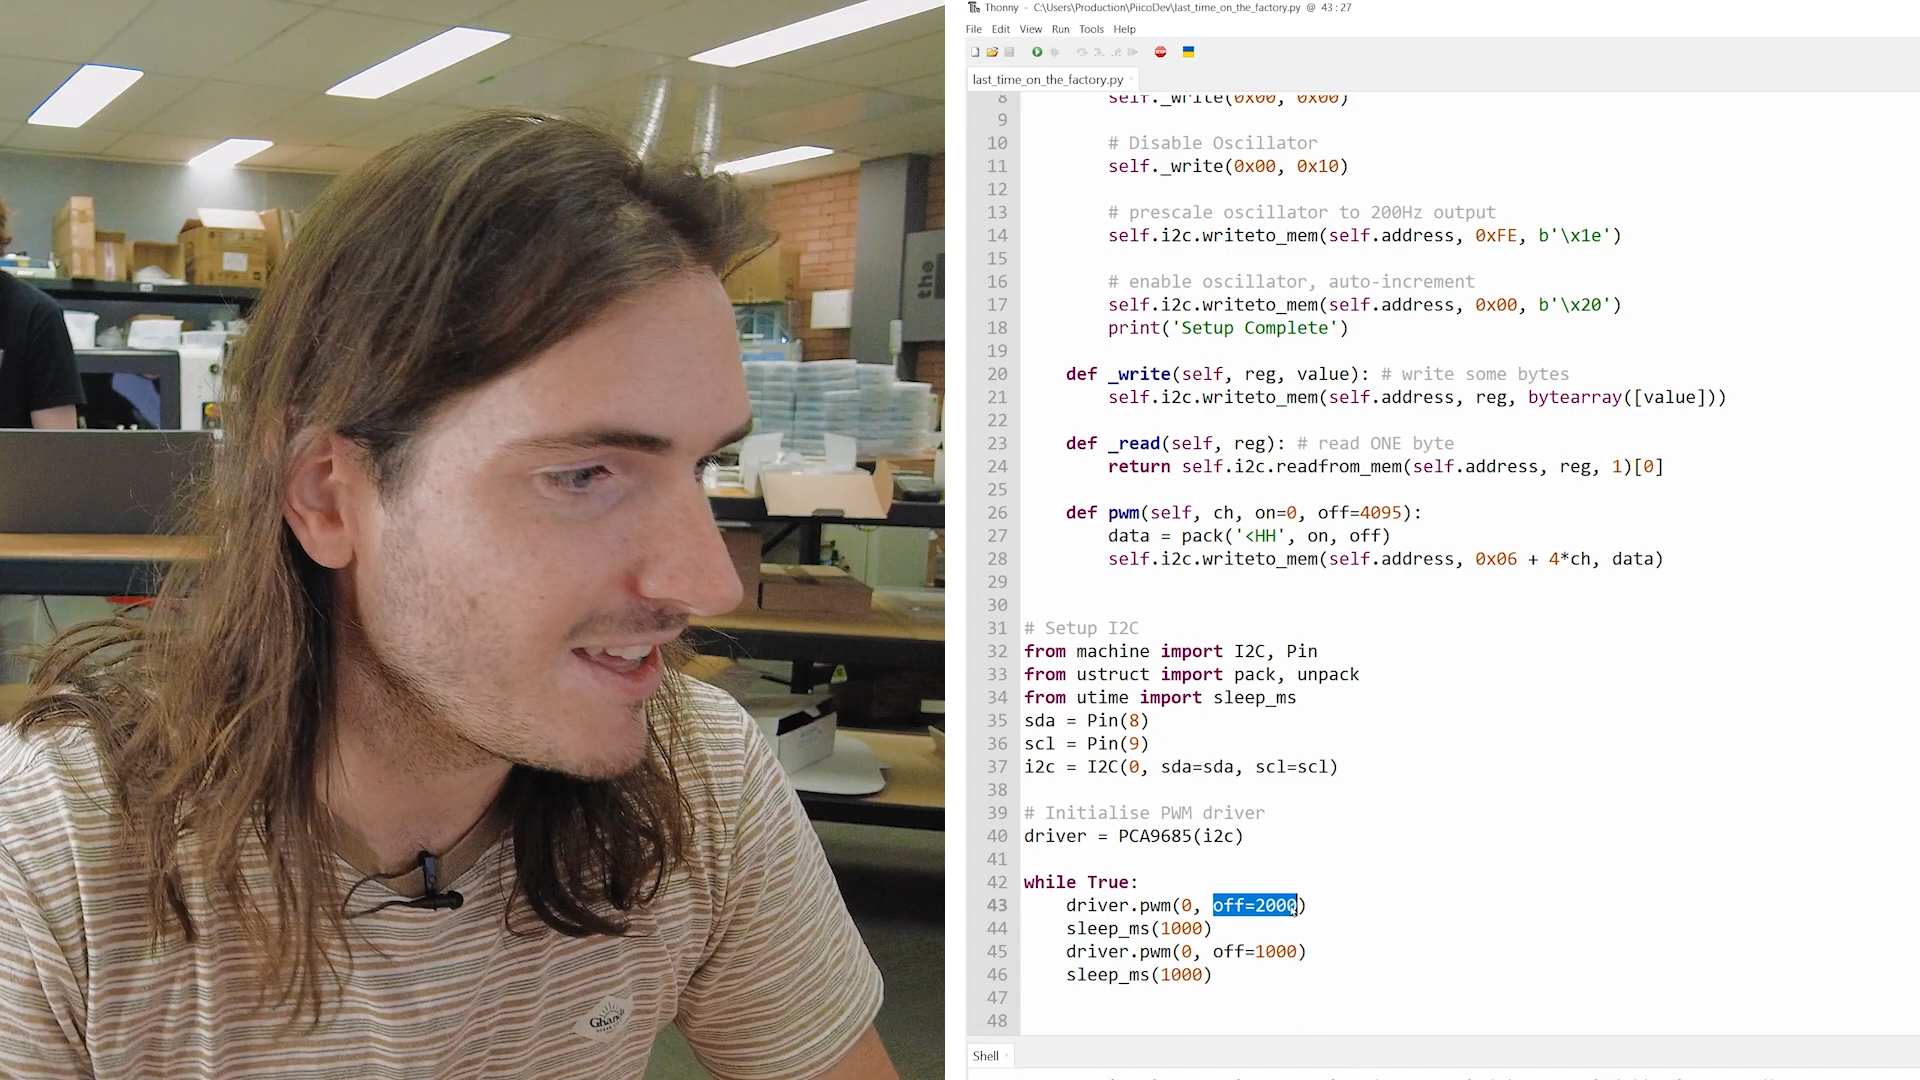 Thonny - C:\Users\Production\PiicoDev\last_time_on_the_factory.py @ 43 : 27
File Edit View Run Tools Help
last_time_on_the_factory.py
8 self._write(0x00, 0x00)
9
10 # Disable Oscillator
11 self._write(0x00, 0x10)
12
13 # prescale oscillator to 200Hz output
14 self.i2c.writeto_mem(self.address, 0xFE, b'\x1e')
15
16 # enable oscillator, auto-increment
17 self.i2c.writeto_mem(self.address, 0x00, b'\x20')
18 print('Setup Complete')
19
20 def _write(self, reg, value): # write some bytes
21 self.i2c.writeto_mem(self.address, reg, bytearray([value]))
22
23 def _read(self, reg): # read ONE byte
24 return self.i2c.readfrom_mem(self.address, reg, 1)[0]
25
26 def pwm(self, ch, on=0, off=4095):
27 data = pack('<HH', on, off)
28 self.i2c.writeto_mem(self.address, 0x06 + 4*ch, data)
29
30
31 # Setup I2C
32 from machine import I2C, Pin
33 from ustruct import pack, unpack
34 from utime import sleep_ms
35 sda = Pin(8)
36 scl = Pin(9)
37 i2c = I2C(0, sda=sda, scl=scl)
38
39 # Initialise PWM driver
40 driver = PCA9685(i2c)
41
42 while True:
43 driver.pwm(0, off=2000)
44 sleep_ms(1000)
45 driver.pwm(0, off=1000)
46 sleep_ms(1000)
47
48
Shell
the